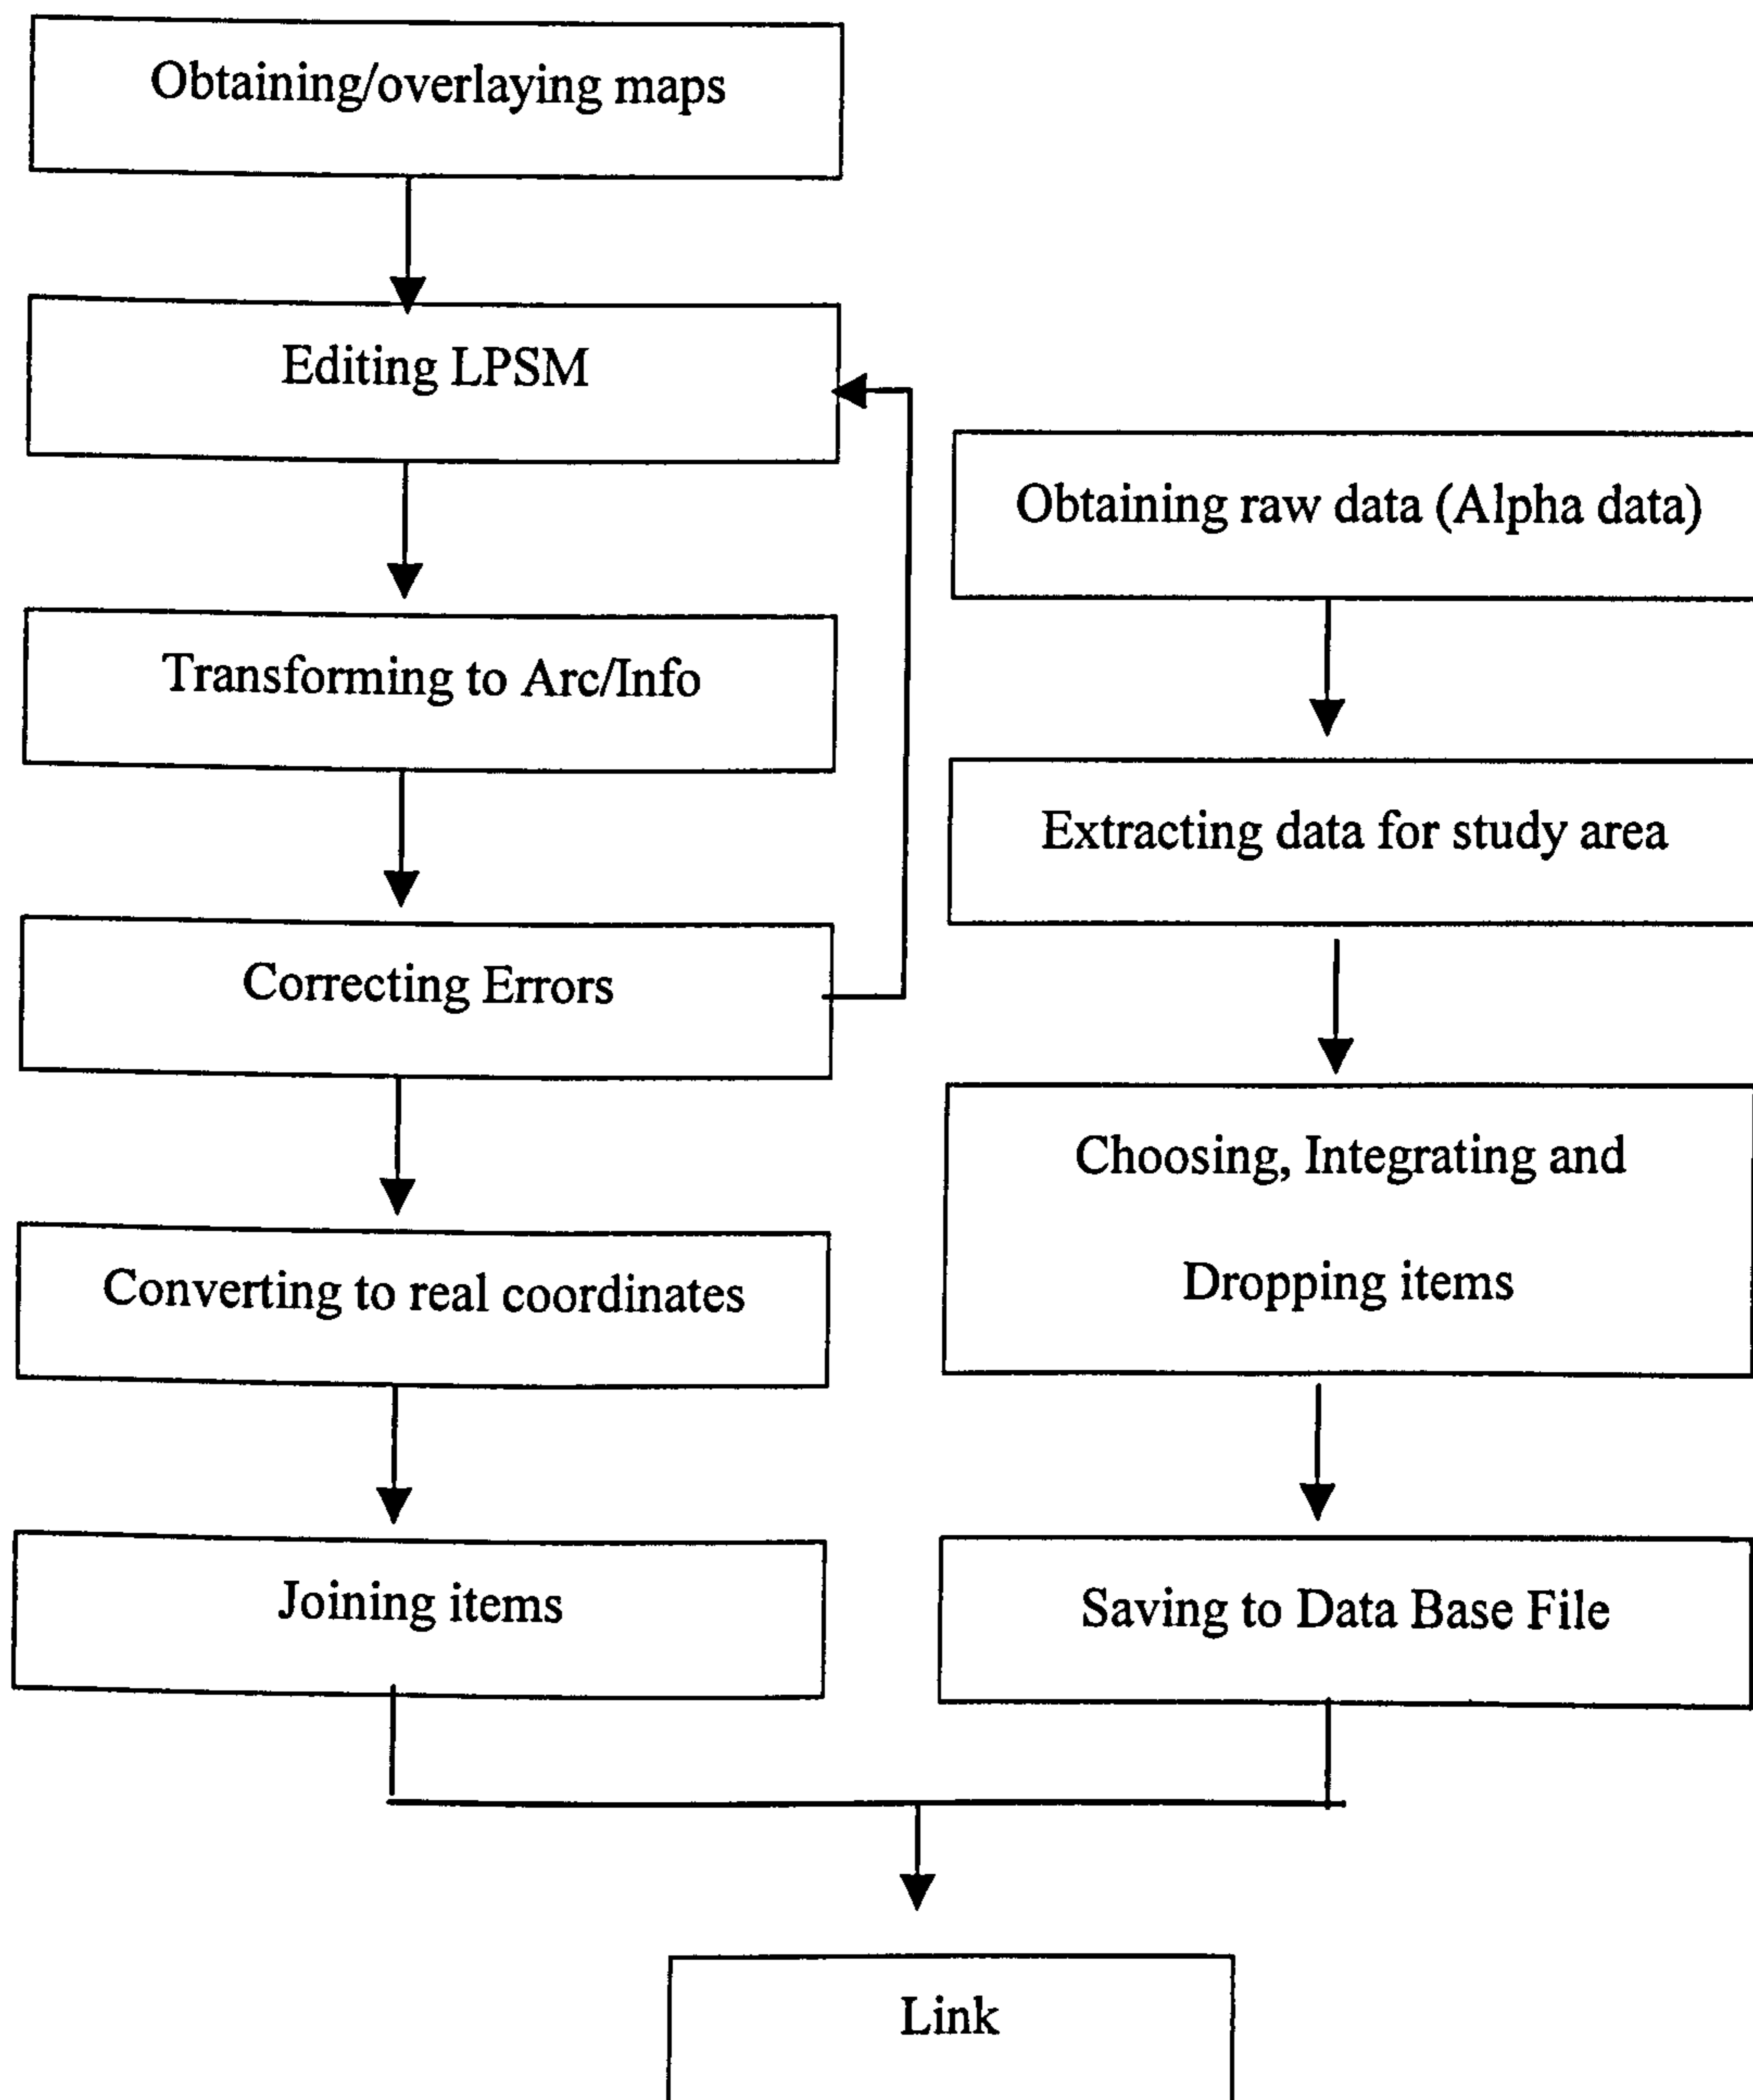 Obtaining/overlaying maps
Editing LPSM
Transforming to Arc/Info
Correcting Errors
Converting to real coordinates
Joining items
Obtaining raw data (Alpha data)
Extracting data for study area
Choosing, Integrating and
Dropping items
Saving to Data Base File
Link